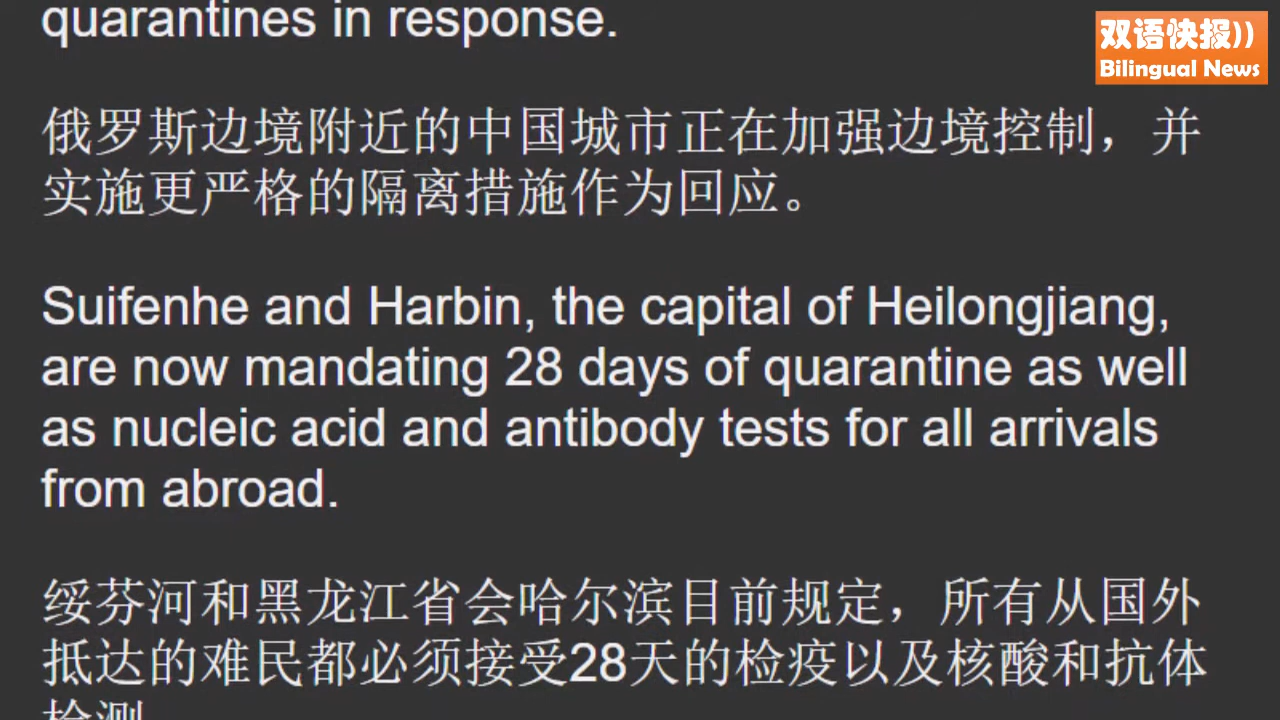 quarantines in response.
双语快报))
Bilingual News
俄罗斯边境附近的中国城市正在加强边境控制，并
实施更严格的隔离措施作为回应。
Suifenhe and Harbin, the capital of Heilongjiang,
are now mandating 28 days of quarantine as well
as nucleic acid and antibody tests for all arrivals
from abroad.
绥芬河和黑龙江省会哈尔滨目前规定，所有从国外
抵达的难民都必须接受28天的检疫以及核酸和抗体
检测